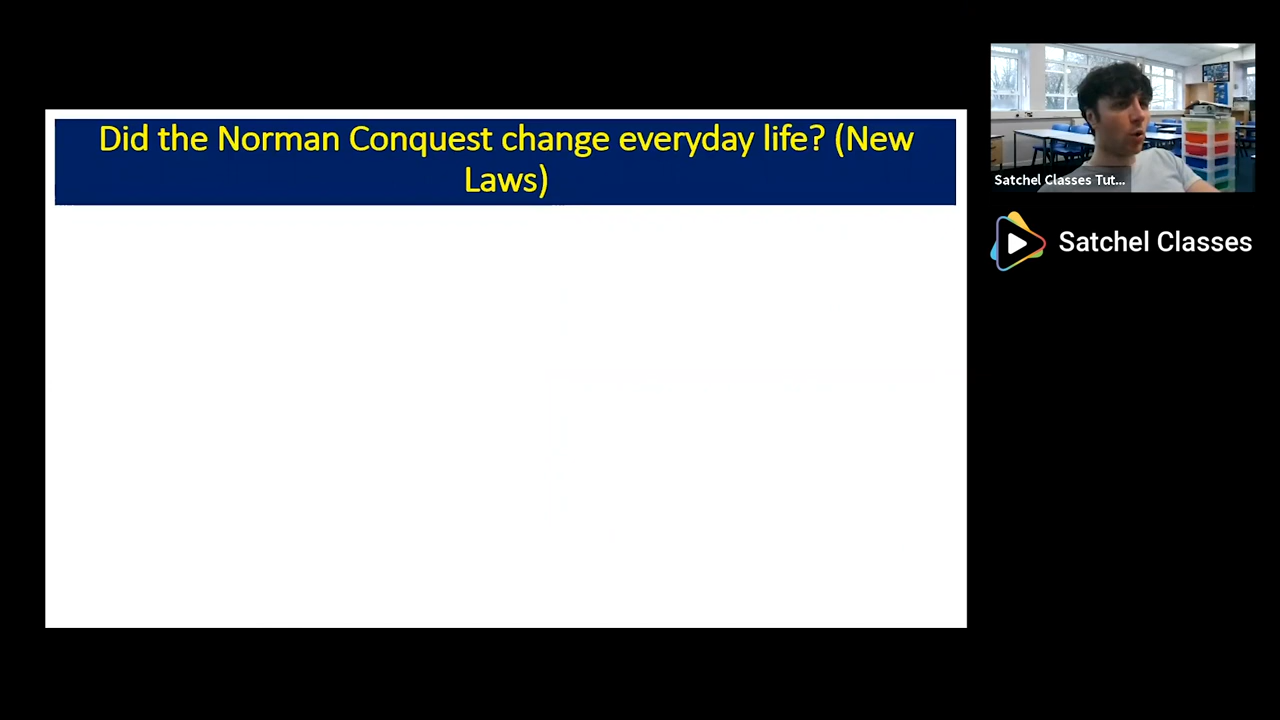 Did the Norman Conquest change everyday life? (New
Laws)
Satchel Classes Tut...
Satchel Classes